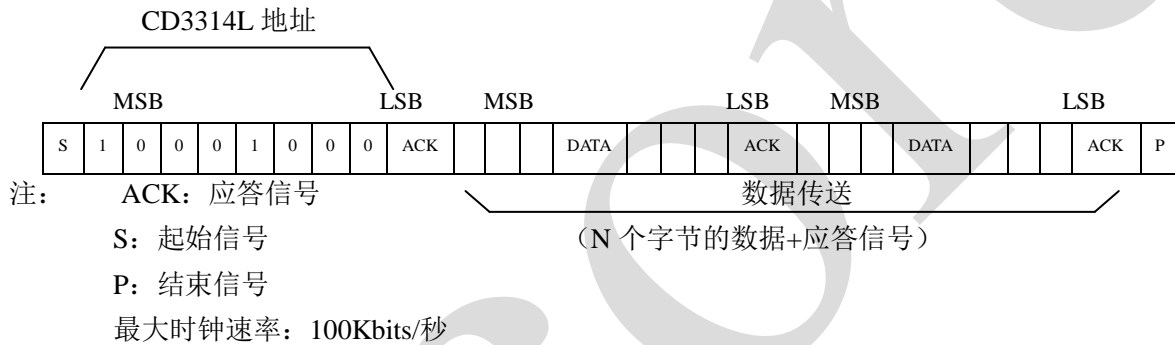 CD3314L 地址
MSB LSB MSB LSB MSB LSB
S 1 0 0 0 1 0 0 0 ACK DATA ACK DATA ACK P
注： ACK：应答信号 数据传送
S：起始信号 （N 个字节的数据+应答信号）
P：结束信号
最大时钟速率：100Kbits/秒